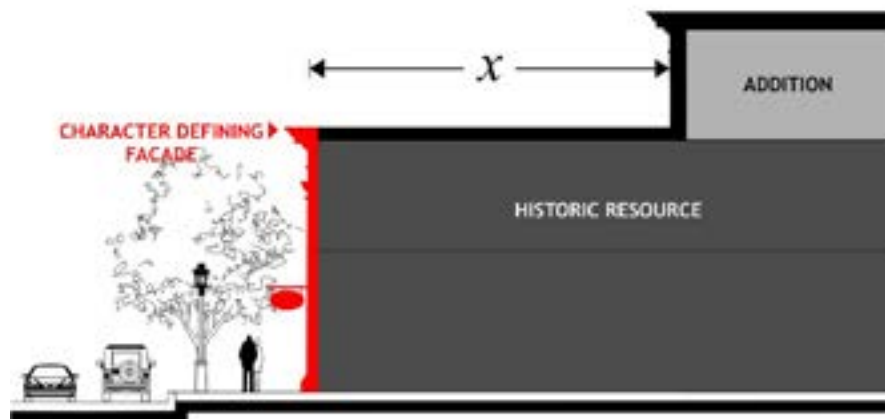 x
ADDITION
CHARACTER DEFINING
FACADE
HISTORIC RESOURCE